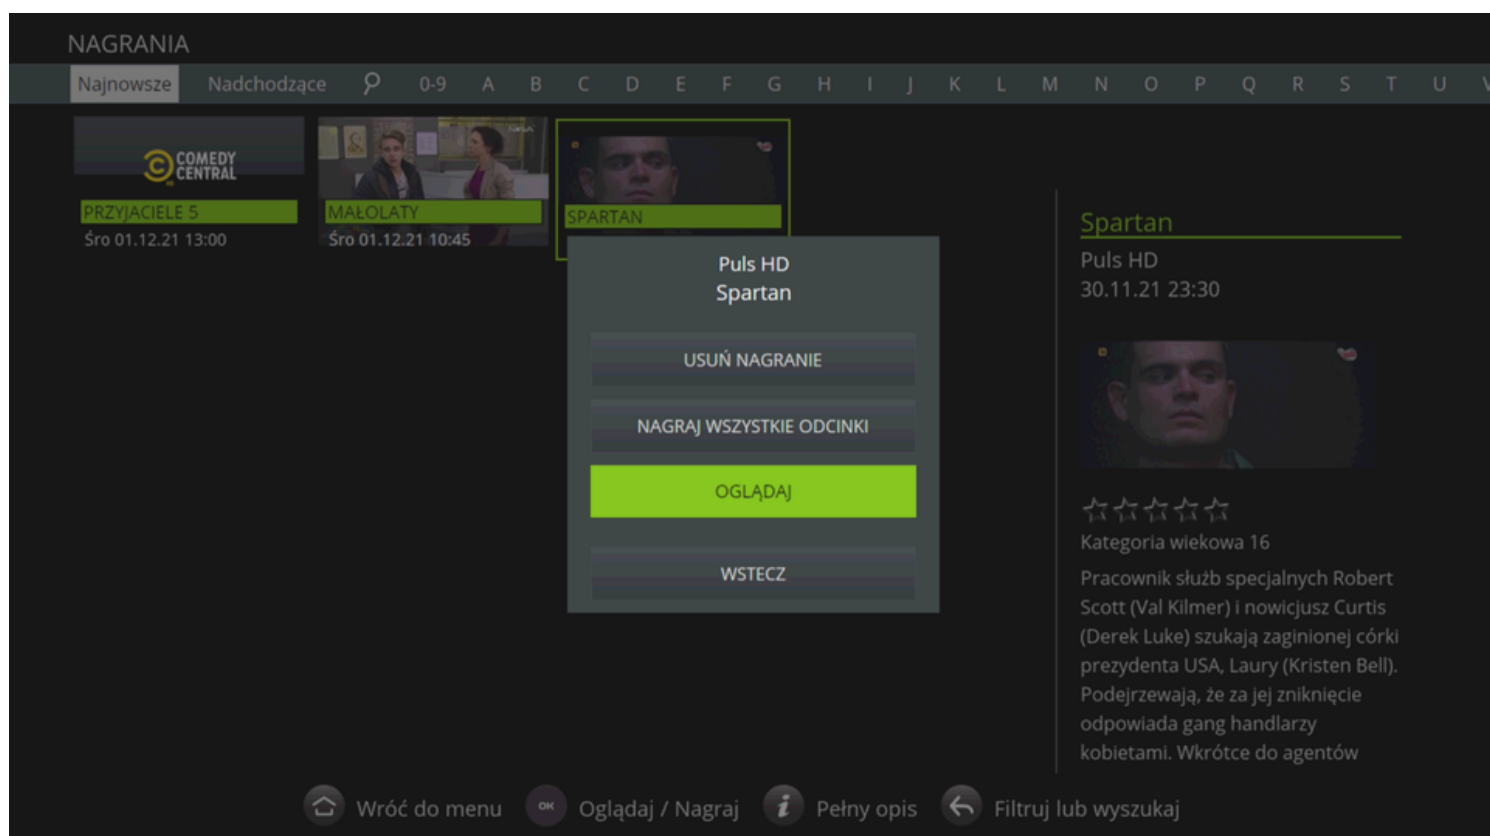 NAGRANIA
Najnowsze Nadchodzące 0-9 A B C D E F G H I J K L M N O P Q R S T U V
COMEDY
CENTRAL
HD
PRZYJACIELE 5
Śro 01.12.21 13:00
MAŁOLATY
Śro 01.12.21 10:45
SPARTAN
Puls HD
Spartan
USUŃ NAGRANIE
NAGRAJ WSZYSTKIE ODCINKI
OGLĄDAJ
WSTECZ
Spartan
Puls HD
30.11.21 23:30
Kategoria wiekowa 16
Pracownik służb specjalnych Robert
Scott (Val Kilmer) i nowicjusz Curtis
(Derek Luke) szukają zaginionej córki
prezydenta USA, Laury (Kristen Bell).
Podejrzewają, że za jej zniknięcie
odpowiada gang handlarzy
kobietami. Wkrótce do agentów
Wróć do menu OK Oglądaj / Nagraj i Pełny opis Filtruj lub wyszukaj